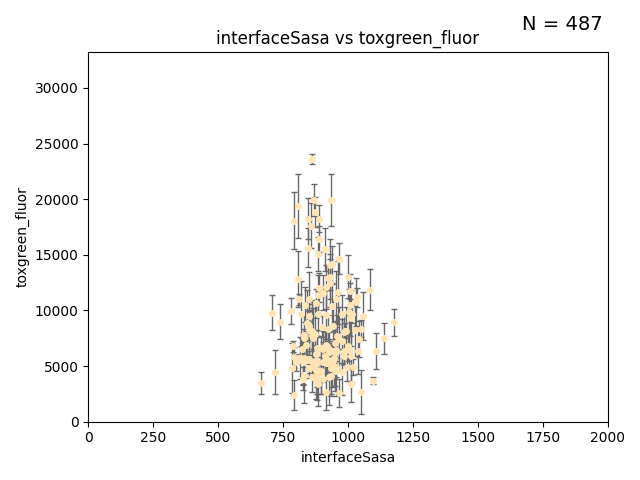 N = 487
interfaceSasa vs toxgreen_fluor
30000
25000
20000
15000
10000
5000
0
toxgreen_fluor
0 250 500 750 1000 1250 1500 1750 2000
interfaceSasa